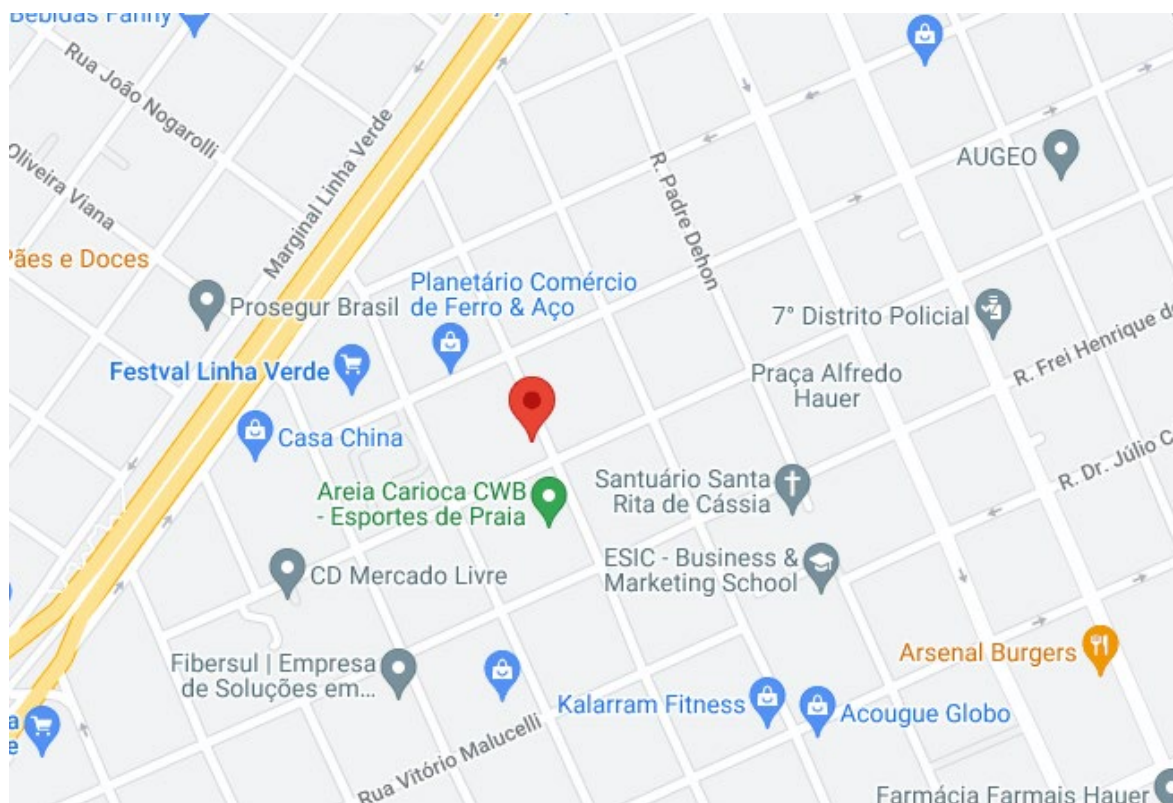 Bebidas Fanny
Rua João Nogarolli
Oliveira Viana
Marginal Linha Verde
R. Padre Dehon
AUGEO
Pães e Doces
Prosegur Brasil
Planetário Comércio
de Ferro & Aço
7° Distrito Policial
R. Frei Henrique de
Festval Linha Verde
Praça Alfredo
Hauer
Casa China
R. Dr. Júlio C
Areia Carioca CWB
- Esportes de Praia
Santuário Santa
Rita de Cássia
CD Mercado Livre
ESIC - Business &
Marketing School
Fibersul | Empresa
de Soluções em...
Arsenal Burgers
Kalarram Fitness
Acougue Globo
a
e
Rua Vitório Malucelli
Farmácia Farmais Hauer